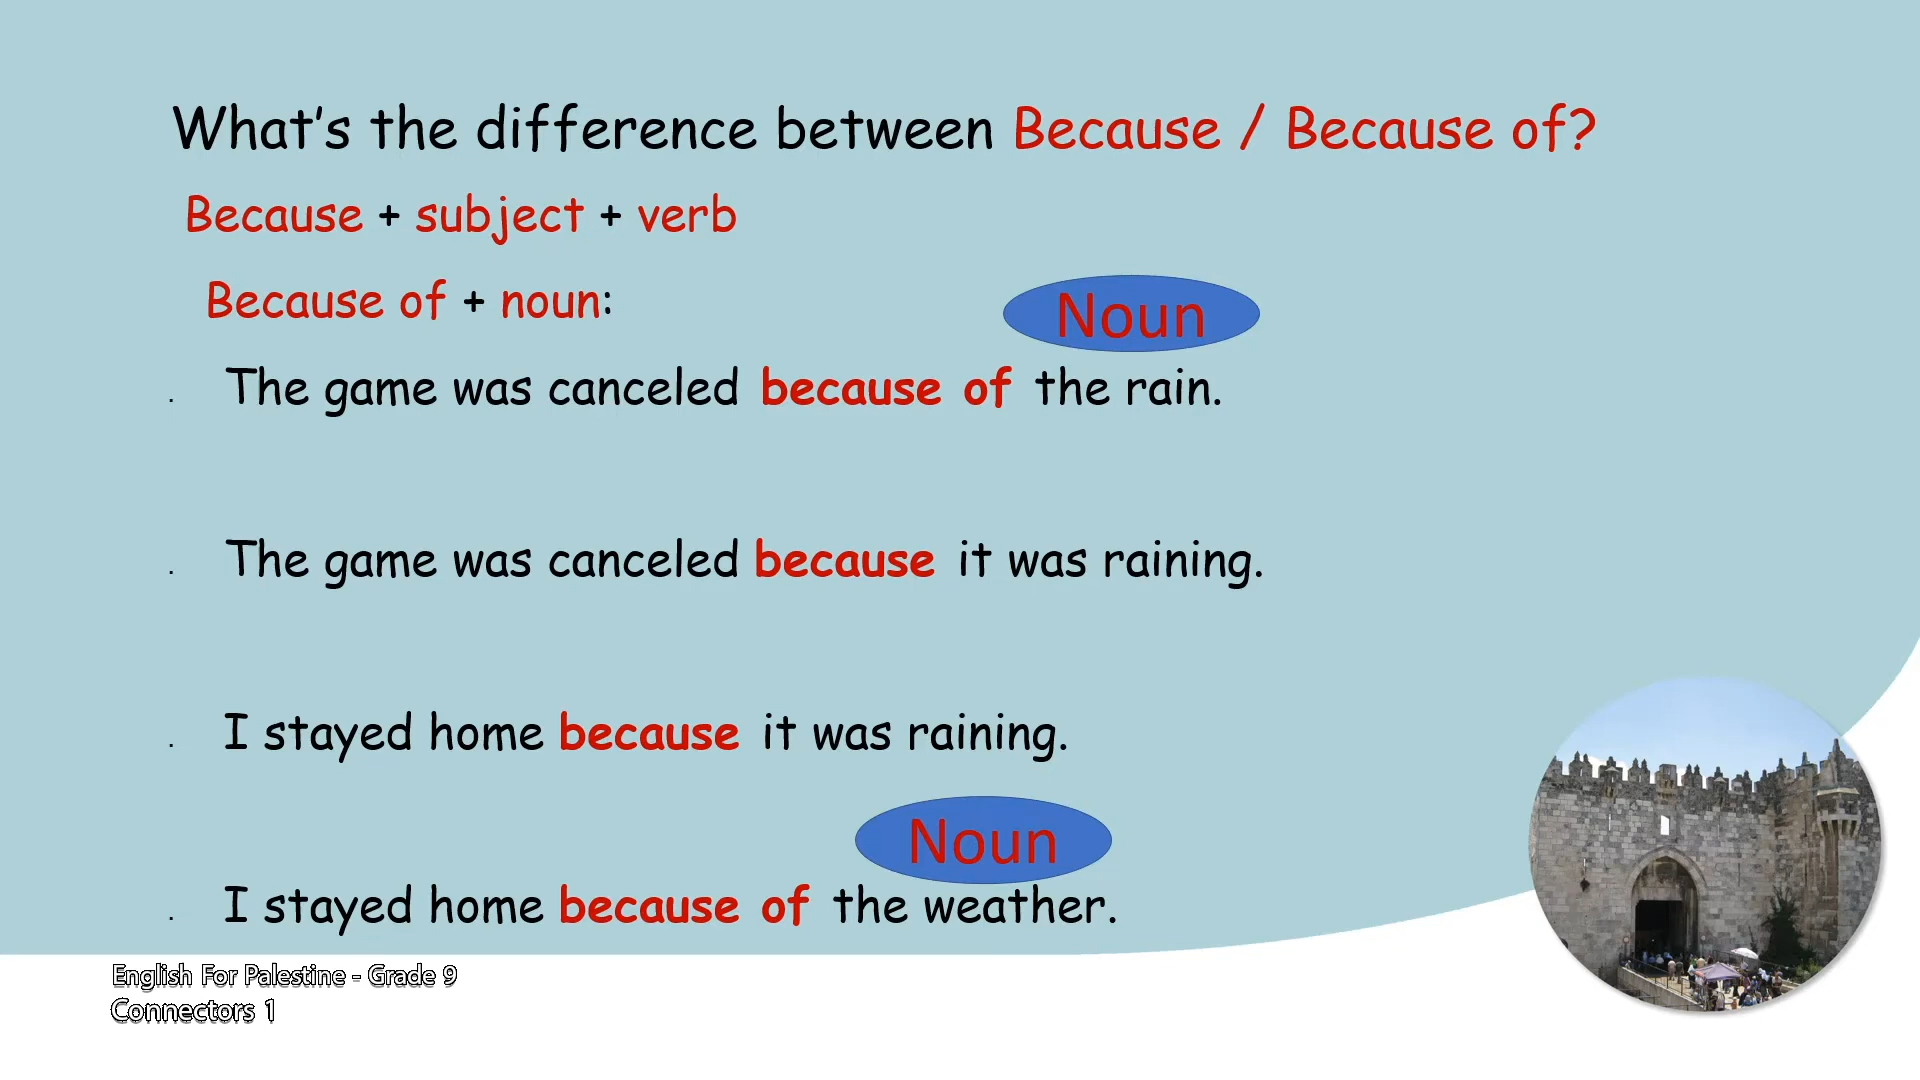 What's the difference between Because / Because of?
Because + subject + verb
Because of + noun:
Noun
The game was canceled because of the rain.
The game was canceled because it was raining.
I stayed home because it was raining.
Noun
I stayed home because of the weather.
English For Palestine - Grade 9
Connectors 1